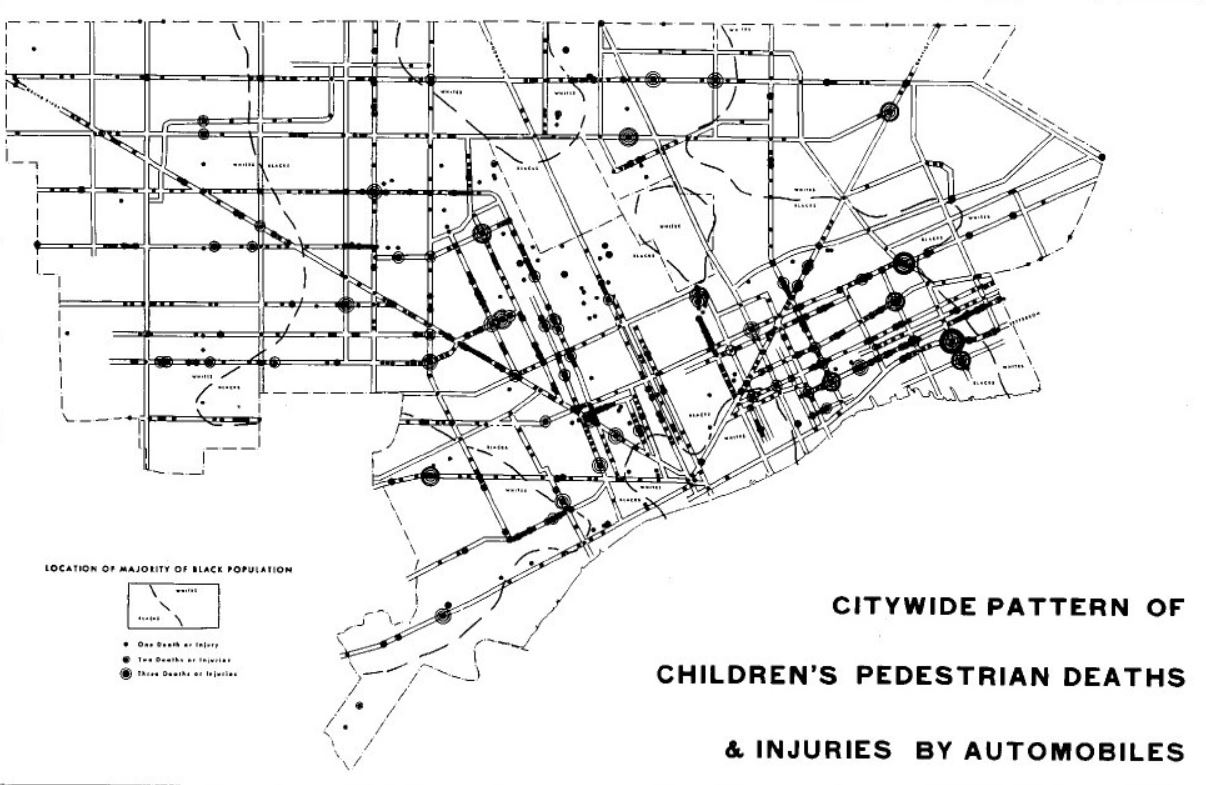 WHITES
WHITES
WHITES
WHITES BLACKS
BLACKS
WHITES
BLACKS
WHITES
WHITES
BLACKS
BLACKS
BLACKS
JEFFERSON
WHITES
BLACKS
WHITES
BLACKS
BLACKS
WHITES
BLACKS
WHITES
WHITES
BLACKS
LOCATION OF MAJORITY OF BLACK POPULATION
WHITES
BLACKS
One Death or Injury
Two Deaths or Injuries
Three Deaths or Injuries
CITYWIDE PATTERN OF
CHILDREN'S PEDESTRIAN DEATHS
& INJURIES BY AUTOMOBILES